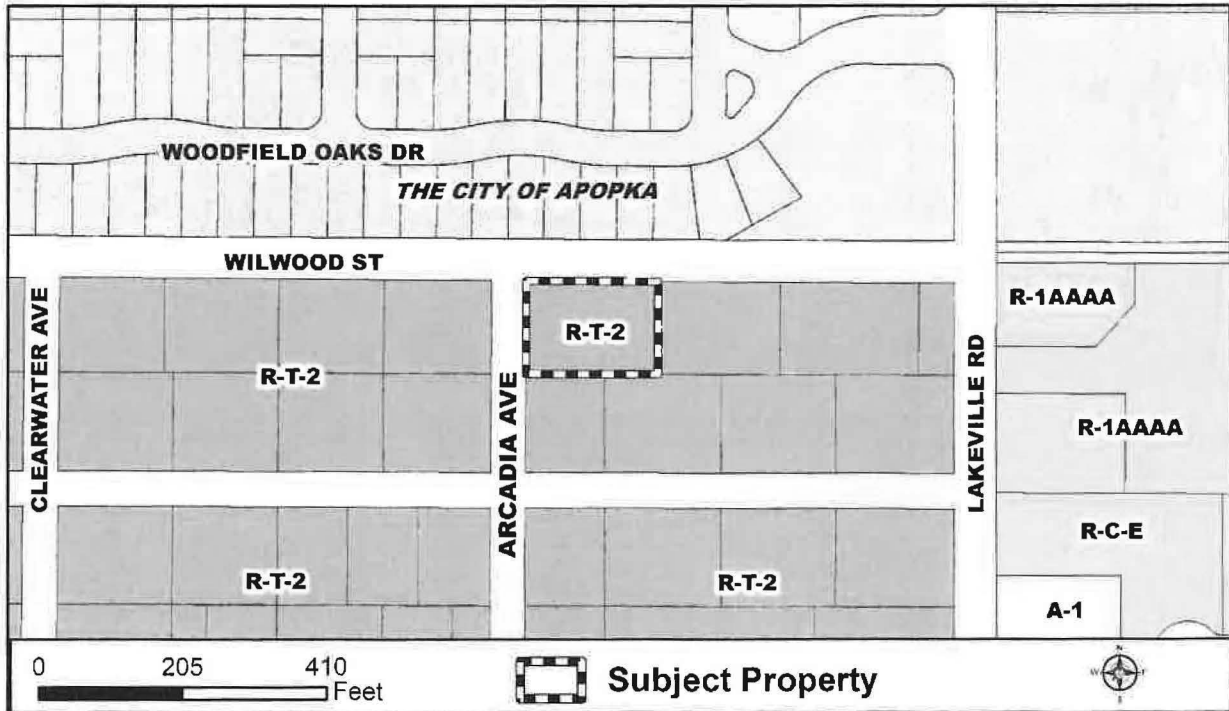 WOODFIELD OAKS DR
THE CITY OF APOPKA
WILWOOD ST
CLEARWATER AVE
R-T-2
R-T-2
ARCADIA AVE
LAKEVILLE RD
R-1AAAA
R-1AAAA
R-C-E
A-1
R-T-2
R-T-2
0 205 410
Feet
Subject Property
N
W E
S